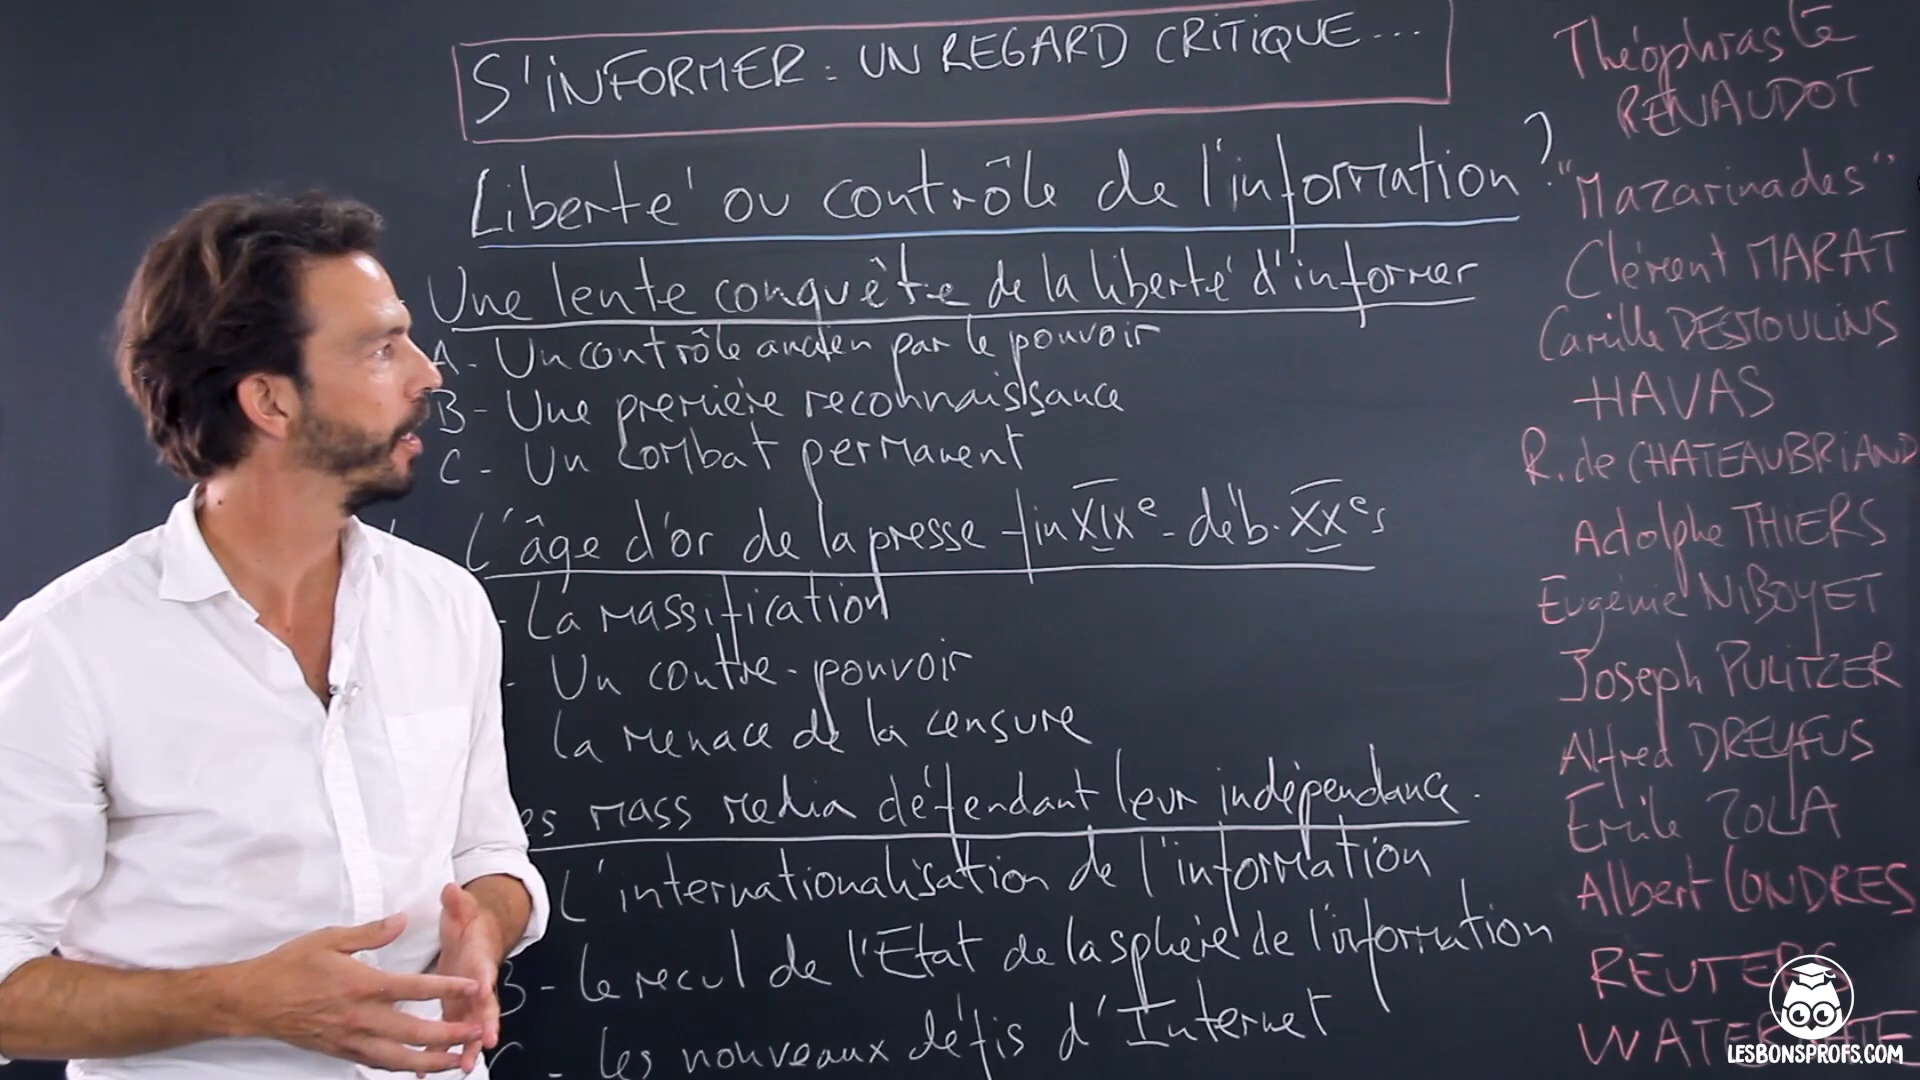 S'INFORMER : UN REGARD CRITIQUE...
Liberté ou contrôle de l'information ?
Une lente conquête de la liberté d'informer
A - Un contrôle ancien par le pouvoir
B - Une première reconnaissance
C - Un combat permanent
L'âge d'or de la presse - fin XIXe - déb. XXe s
- La massification
- Un contre-pouvoir
La menace de la censure
es mass media défendant leur indépendance.
L'internationalisation de l'information
B - le recul de l'Etat de la sphère de l'information
C - les nouveaux défis d'Internet
Théophraste
RENAUDOT
"Mazarinades"
Clément MARAT
Camille DESMOULINS
HAVAS
R. de CHATEAUBRIAND
Adolphe THIERS
Eugénie NIBOYET
Joseph PULITZER
Alfred DREYFUS
Emile ZOLA
Albert LONDRES
REUTERS
WATERGATE
LESBONSPROFS.COM